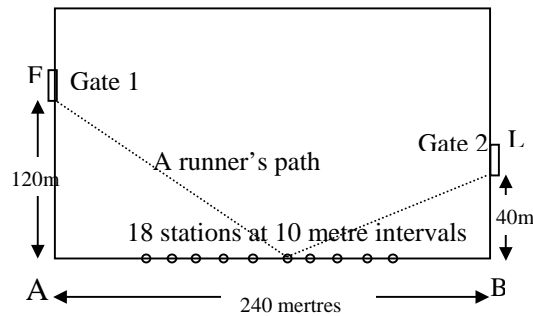 F Gate 1
Gate 2 L
A runner's path
120m
18 stations at 10 metre intervals
40m
A B
240 mertres